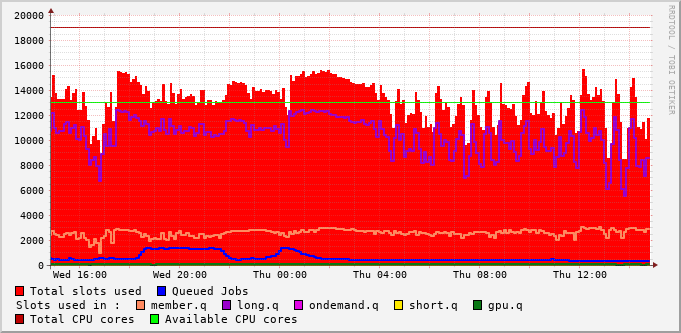 20000
18000
16000
14000
12000
10000
8000
6000
4000
2000
0
Wed 16:00 Wed 20:00 Thu 00:00 Thu 04:00 Thu 08:00 Thu 12:00
RRDTOOL / TOBI OETIKER
Total slots used Queued Jobs
Slots used in : member.q long.q ondemand.q short.q gpu.q
Total CPU cores Available CPU cores